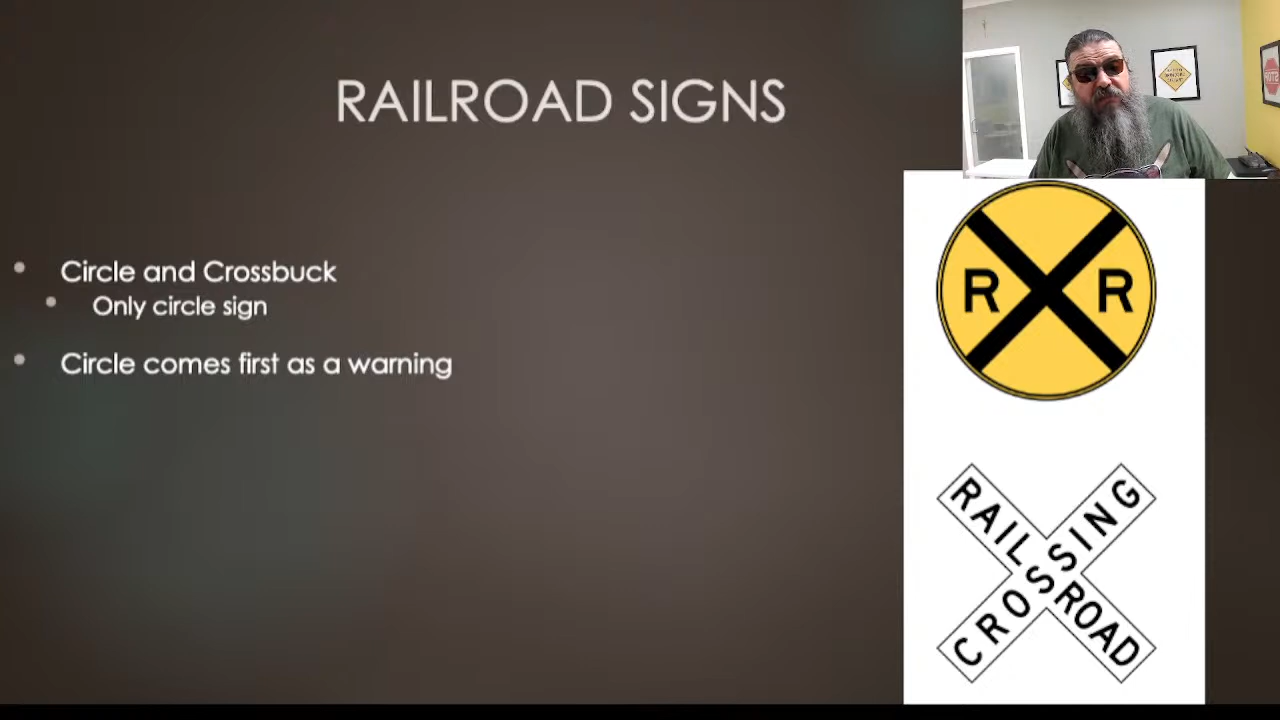 RAILROAD SIGNS
Circle and Crossbuck
Only circle sign
Circle comes first as a warning
R R
RAILROAD
CROSSING